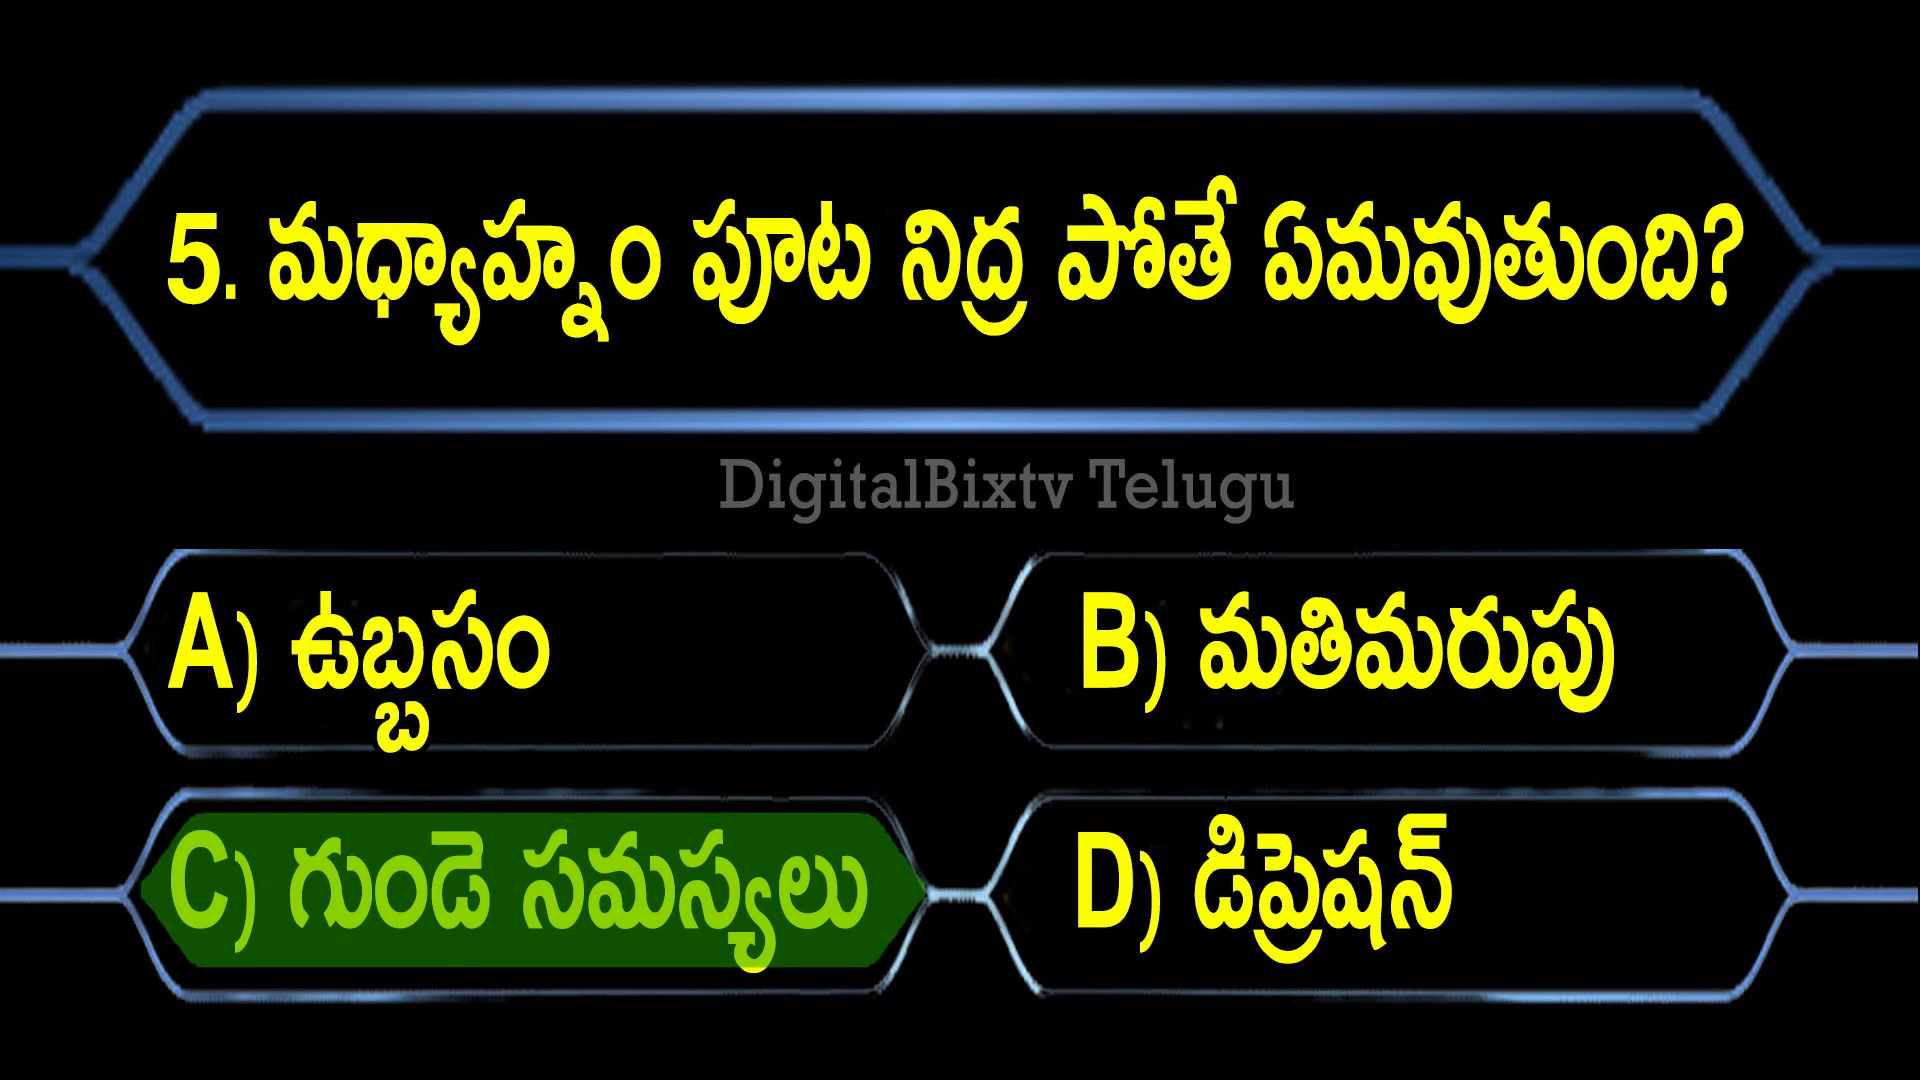 5. మధ్యాహ్నం పూట నిద్ర పోతే ఏమవుతుంది?
DigitalBixtv Telugu
A) ఉబ్బసం
B) మతిమరుపు
C) గుండె సమస్యలు
D) డిప్రెషన్